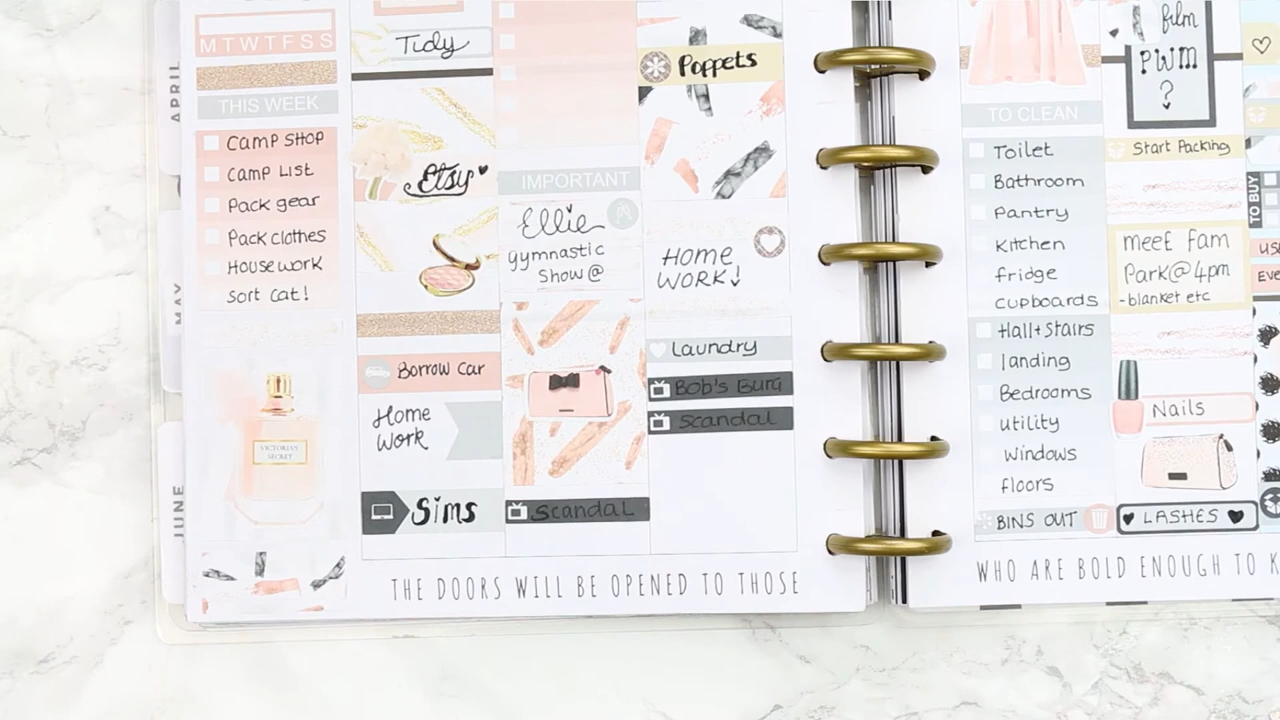 APRIL
MAY
JUNE
M T W T F S S
THIS WEEK
Camp Shop
Camp List
Pack gear
Pack clothes
House work
Sort cat!
VICTORIA'S
SECRET
Tidy
Etsy
Borrow Car
Home
Work
Sims
IMPORTANT
Ellie
gymnastic
Show @
Scandal
Poppets
HOME
WORK!
Laundry
Bob's Burg
Scandal
THE DOORS WILL BE OPENED TO THOSE
TO CLEAN
Toilet
Bathroom
Pantry
Kitchen
fridge
cupboards
Hall+Stairs
landing
Bedrooms
utility
windows
floors
BINS OUT
film
PWM
?
Start Packing
meet fam
Park@4pm
-blanket etc
Nails
LASHES
TO BUY
WHO ARE BOLD ENOUGH TO K